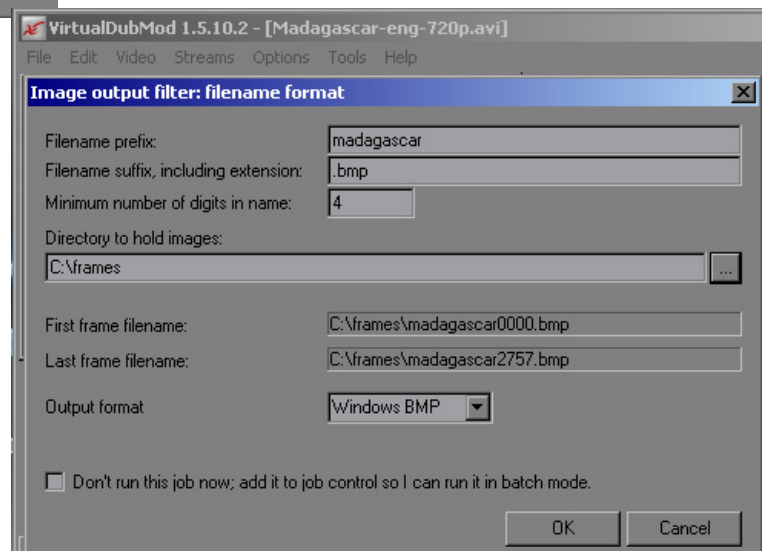 VirtualDubMod 1.5.10.2 - [Madagascar-eng-720p.avi]
File Edit Video Streams Options Tools Help
Image output filter: filename format
Filename prefix: madagascar
Filename suffix, including extension: .bmp
Minimum number of digits in name: 4
Directory to hold images:
C:\frames ...
First frame filename: C:\frames\madagascar0000.bmp
Last frame filename: C:\frames\madagascar2757.bmp
Output format Windows BMP
Don't run this job now; add it to job control so I can run it in batch mode.
OK Cancel